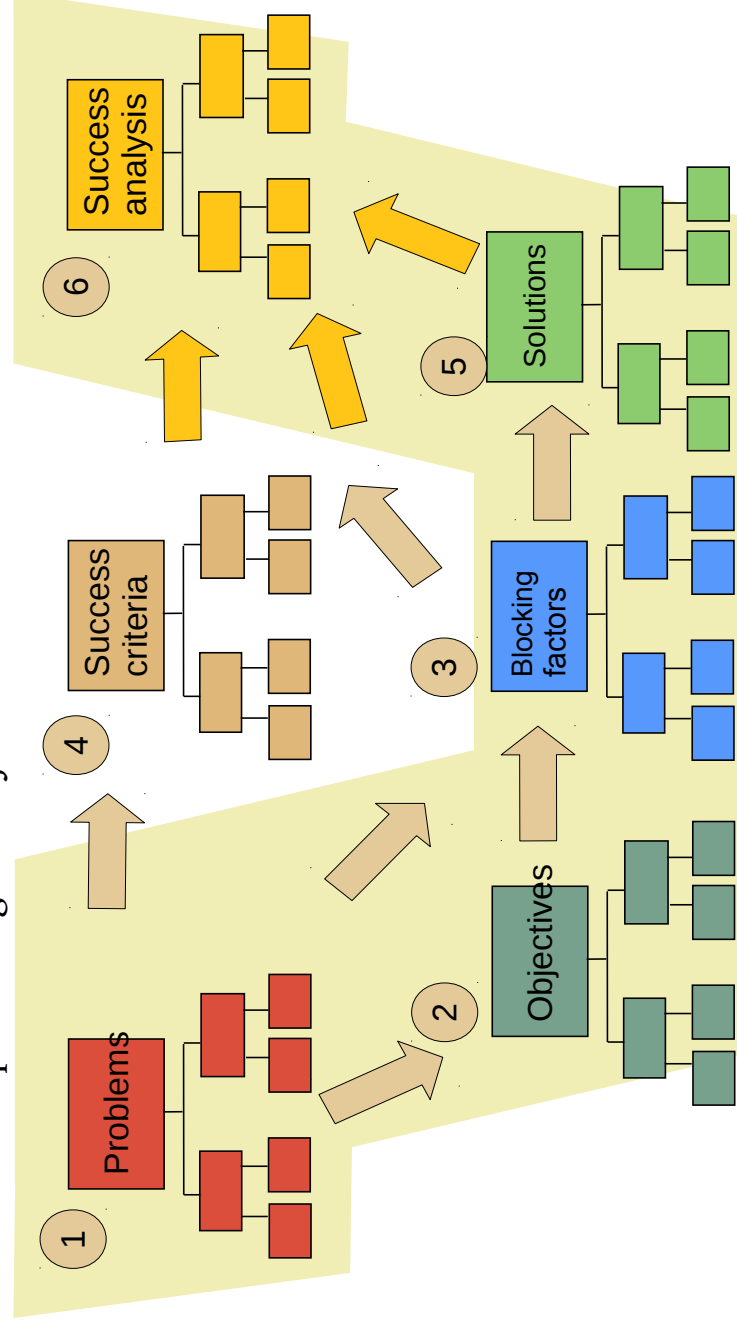 1
Problems
2
Objectives
3
Blocking
factors
4
Success
criteria
5
Solutions
6
Success
analysis